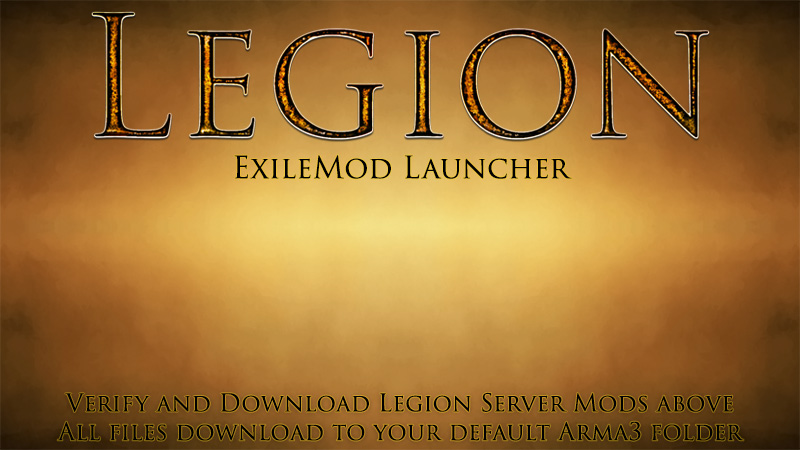 Legion
ExileMod Launcher
Verify and Download Legion Server Mods above
All files download to your default Arma3 folder